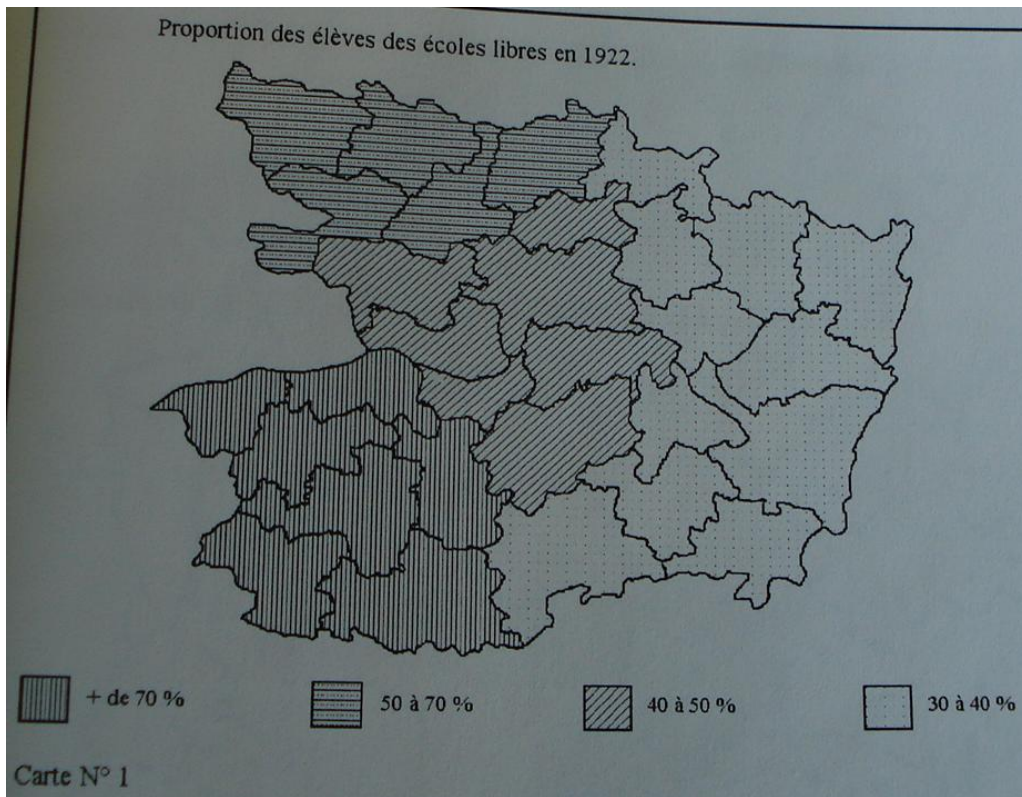 Proportion des élèves des écoles libres en 1922.
+ de 70 %
50 à 70 %
40 à 50 %
30 à 40 %
Carte N° 1